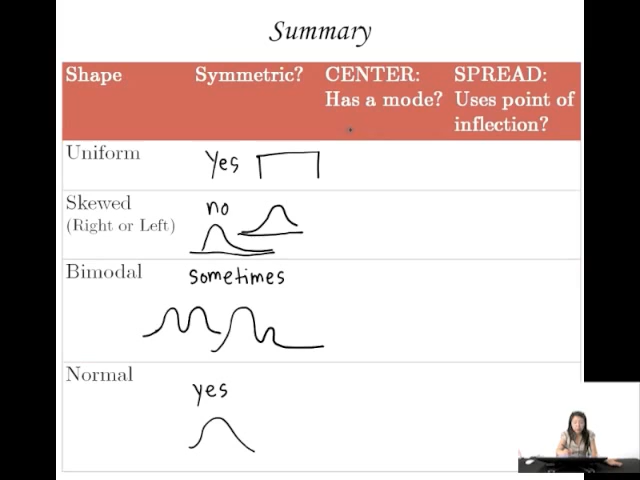 Summary
Shape Symmetric? CENTER: SPREAD:
Has a mode? Uses point of
inflection?
Uniform Yes
Skewed no
(Right or Left)
Bimodal sometimes
Normal
yes